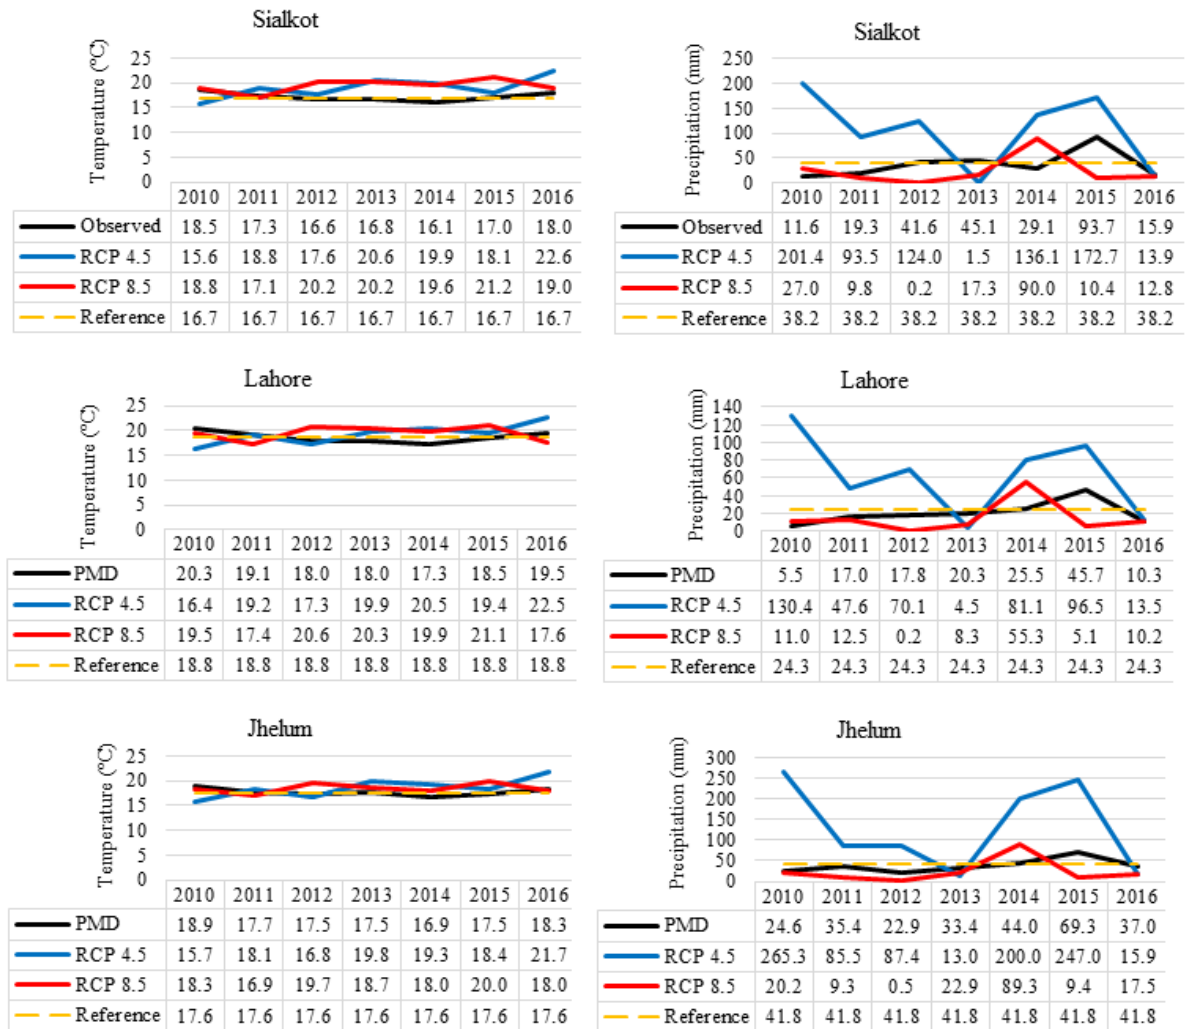 Sialkot
Temperature (°C)
25
20
15
10
5
0
2010 2011 2012 2013 2014 2015 2016
Observed 18.5 17.3 16.6 16.8 16.1 17.0 18.0
RCP 4.5 15.6 18.8 17.6 20.6 19.9 18.1 22.6
RCP 8.5 18.8 17.1 20.2 20.2 19.6 21.2 19.0
Reference 16.7 16.7 16.7 16.7 16.7 16.7 16.7
Sialkot
Precipitation (mm)
250
200
150
100
50
0
2010 2011 2012 2013 2014 2015 2016
Observed 11.6 19.3 41.6 45.1 29.1 93.7 15.9
RCP 4.5 201.4 93.5 124.0 1.5 136.1 172.7 13.9
RCP 8.5 27.0 9.8 0.2 17.3 90.0 10.4 12.8
Reference 38.2 38.2 38.2 38.2 38.2 38.2 38.2
Lahore
Temperature (°C)
25
20
15
10
5
0
2010 2011 2012 2013 2014 2015 2016
PMD 20.3 19.1 18.0 18.0 17.3 18.5 19.5
RCP 4.5 16.4 19.2 17.3 19.9 20.5 19.4 22.5
RCP 8.5 19.5 17.4 20.6 20.3 19.9 21.1 17.6
Reference 18.8 18.8 18.8 18.8 18.8 18.8 18.8
Lahore
Precipitation (mm)
140
120
100
80
60
40
20
0
2010 2011 2012 2013 2014 2015 2016
PMD 5.5 17.0 17.8 20.3 25.5 45.7 10.3
RCP 4.5 130.4 47.6 70.1 4.5 81.1 96.5 13.5
RCP 8.5 11.0 12.5 0.2 8.3 55.3 5.1 10.2
Reference 24.3 24.3 24.3 24.3 24.3 24.3 24.3
Jhelum
Temperature (°C)
25
20
15
10
5
0
2010 2011 2012 2013 2014 2015 2016
PMD 18.9 17.7 17.5 17.5 16.9 17.5 18.3
RCP 4.5 15.7 18.1 16.8 19.8 19.3 18.4 21.7
RCP 8.5 18.3 16.9 19.7 18.7 18.0 20.0 18.0
Reference 17.6 17.6 17.6 17.6 17.6 17.6 17.6
Jhelum
Precipitation (mm)
300
250
200
150
100
50
0
2010 2011 2012 2013 2014 2015 2016
PMD 24.6 35.4 22.9 33.4 44.0 69.3 37.0
RCP 4.5 265.3 85.5 87.4 13.0 200.0 247.0 15.9
RCP 8.5 20.2 9.3 0.5 22.9 89.3 9.4 17.5
Reference 41.8 41.8 41.8 41.8 41.8 41.8 41.8